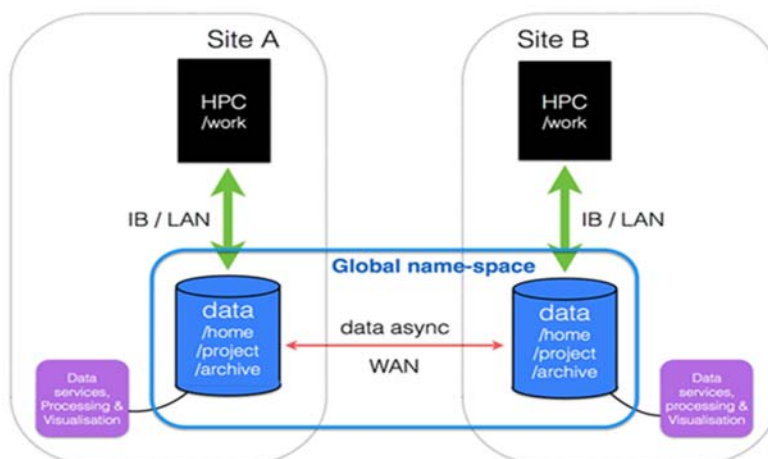 Site A
HPC
/work
IB / LAN
data
/home
/project
/archive
Data
services,
Processing &
Visualisation
Global name-space
data async
WAN
Site B
HPC
/work
IB / LAN
data
/home
/project
/archive
Data
services,
processing &
Visualisation